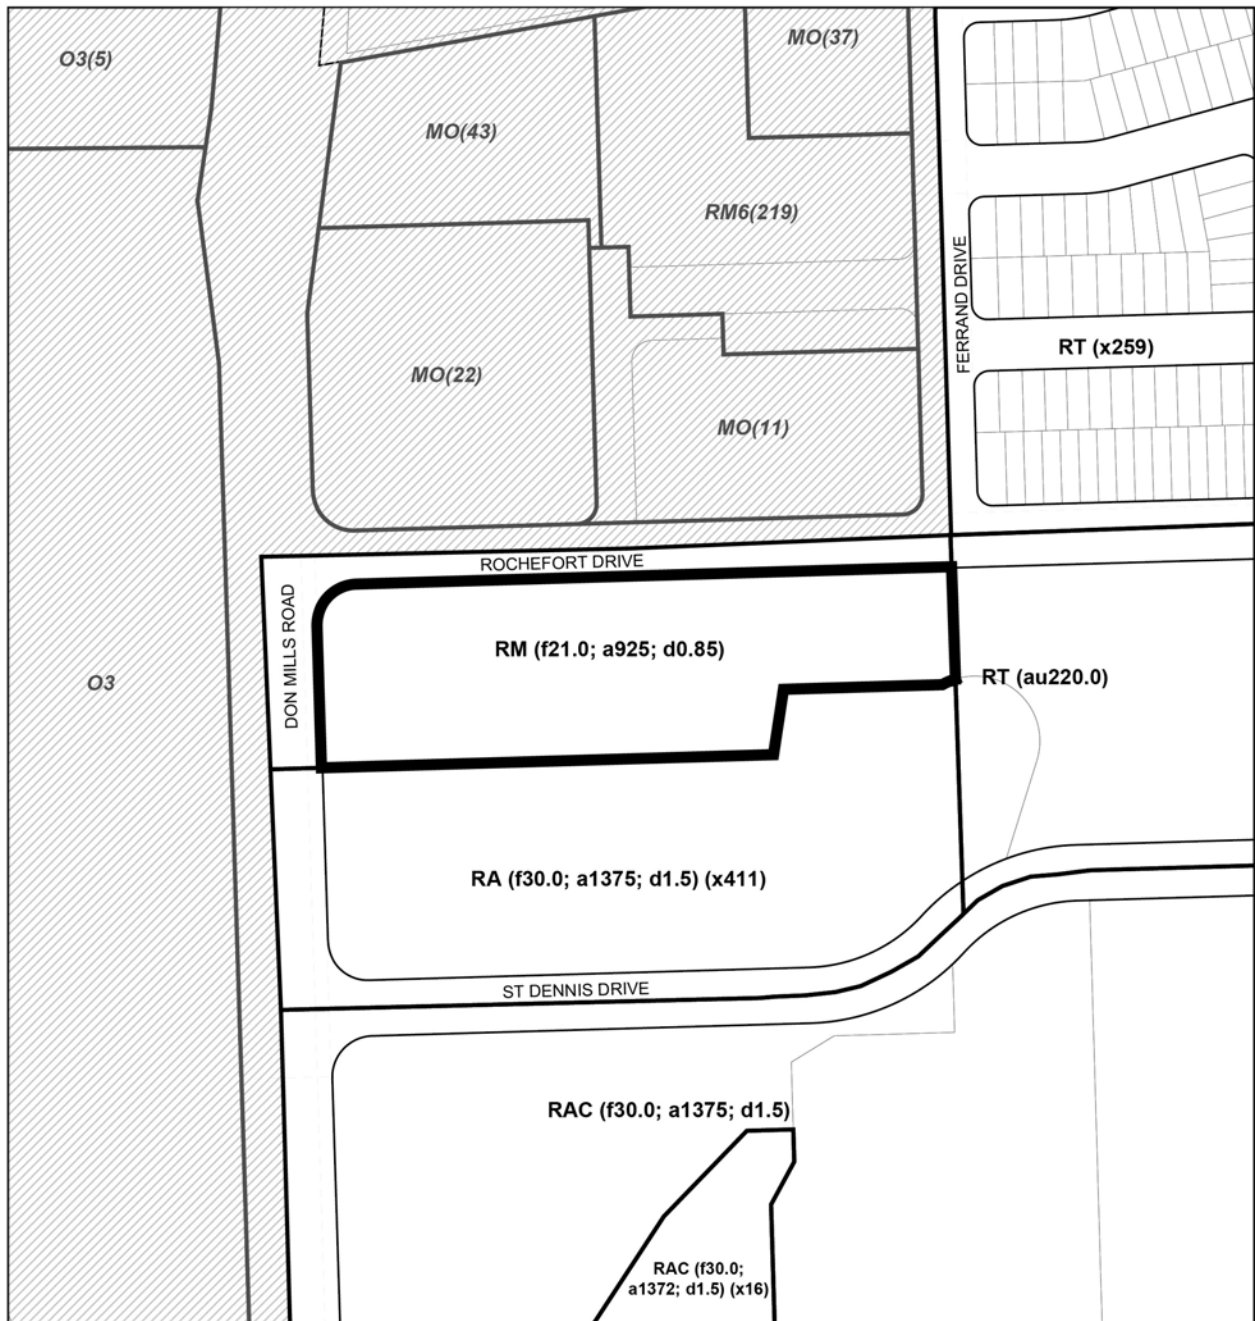 MO(37)
O3(5)
MO(43)
RM6(219)
FERRAND DRIVE
RT (x259)
MO(22)
MO(11)
ROCHEFORT DRIVE
DON MILLS ROAD
RM (f21.0; a925; d0.85)
RT (au220.0)
O3
RA (f30.0; a1375; d1.5) (x411)
ST DENNIS DRIVE
RAC (f30.0; a1375; d1.5)
RAC (f30.0;
a1372; d1.5) (x16)